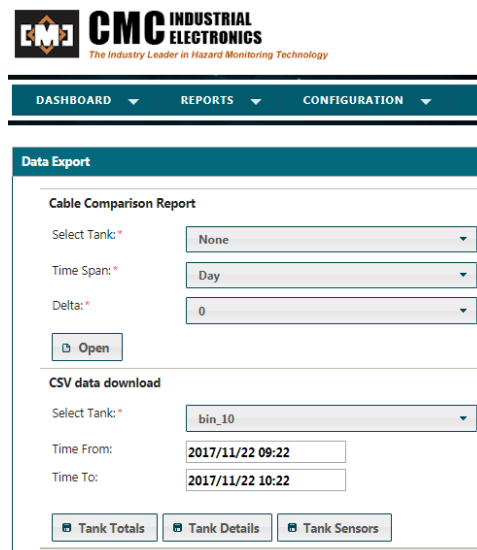 CMC INDUSTRIAL
ELECTRONICS
The Industry Leader in Hazard Monitoring Technology
DASHBOARD REPORTS CONFIGURATION
Data Export
Cable Comparison Report
Select Tank:* None
Time Span:* Day
Delta:* 0
Open
CSV data download
Select Tank:* bin_10
Time From: 2017/11/22 09:22
Time To: 2017/11/22 10:22
Tank Totals Tank Details Tank Sensors